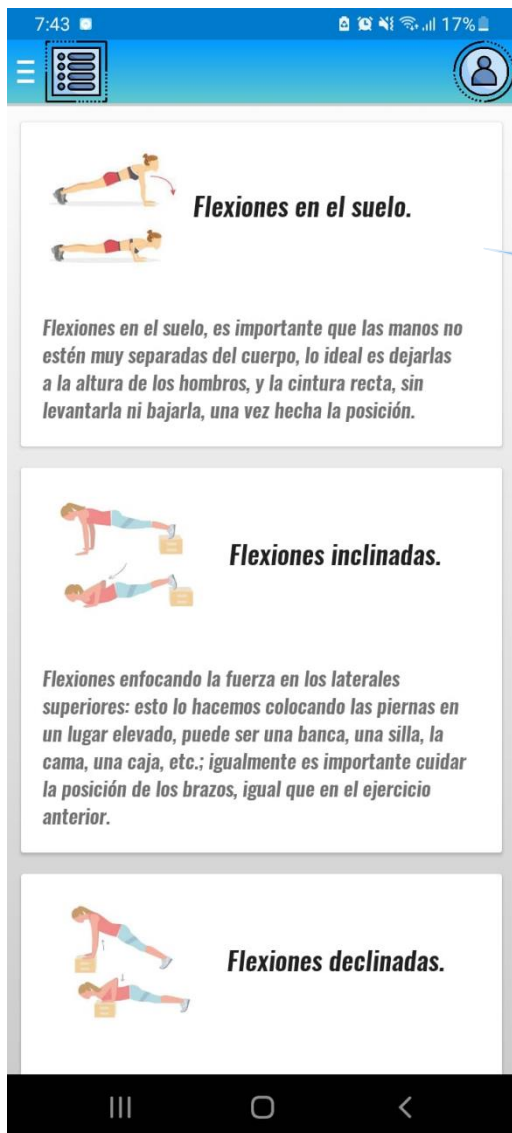 7:43
17%
Flexiones en el suelo.
Flexiones en el suelo, es importante que las manos no
estén muy separadas del cuerpo, lo ideal es dejarlas
a la altura de los hombros, y la cintura recta, sin
levantarla ni bajarla, una vez hecha la posición.
Flexiones inclinadas.
Flexiones enfocando la fuerza en los laterales
superiores: esto lo hacemos colocando las piernas en
un lugar elevado, puede ser una banca, una silla, la
cama, una caja, etc.; igualmente es importante cuidar
la posición de los brazos, igual que en el ejercicio
anterior.
Flexiones declinadas.